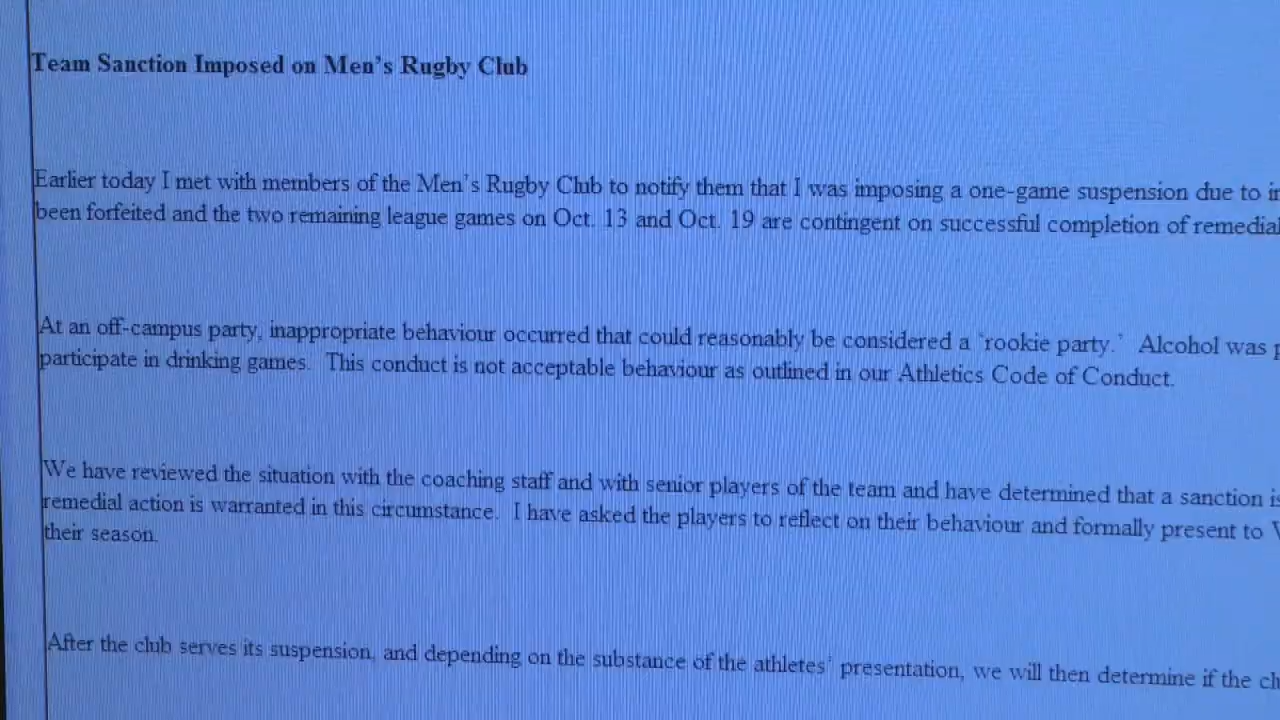 Team Sanction Imposed on Men's Rugby Club
Earlier today I met with members of the Men's Rugby Club to notify them that I was imposing a one-game suspension due to
been forfeited and the two remaining league games on Oct. 13 and Oct. 19 are contingent on successful completion of remedial
At an off-campus party, inappropriate behaviour occurred that could reasonably be considered a 'rookie party.' Alcohol was
participate in drinking games. This conduct is not acceptable behaviour as outlined in our Athletics Code of Conduct.
We have reviewed the situation with the coaching staff and with senior players of the team and have determined that a sanction is
remedial action is warranted in this circumstance. I have asked the players to reflect on their behaviour and formally present to
their season.
After the club serves its suspension, and depending on the substance of the athletes' presentation, we will then determine if the